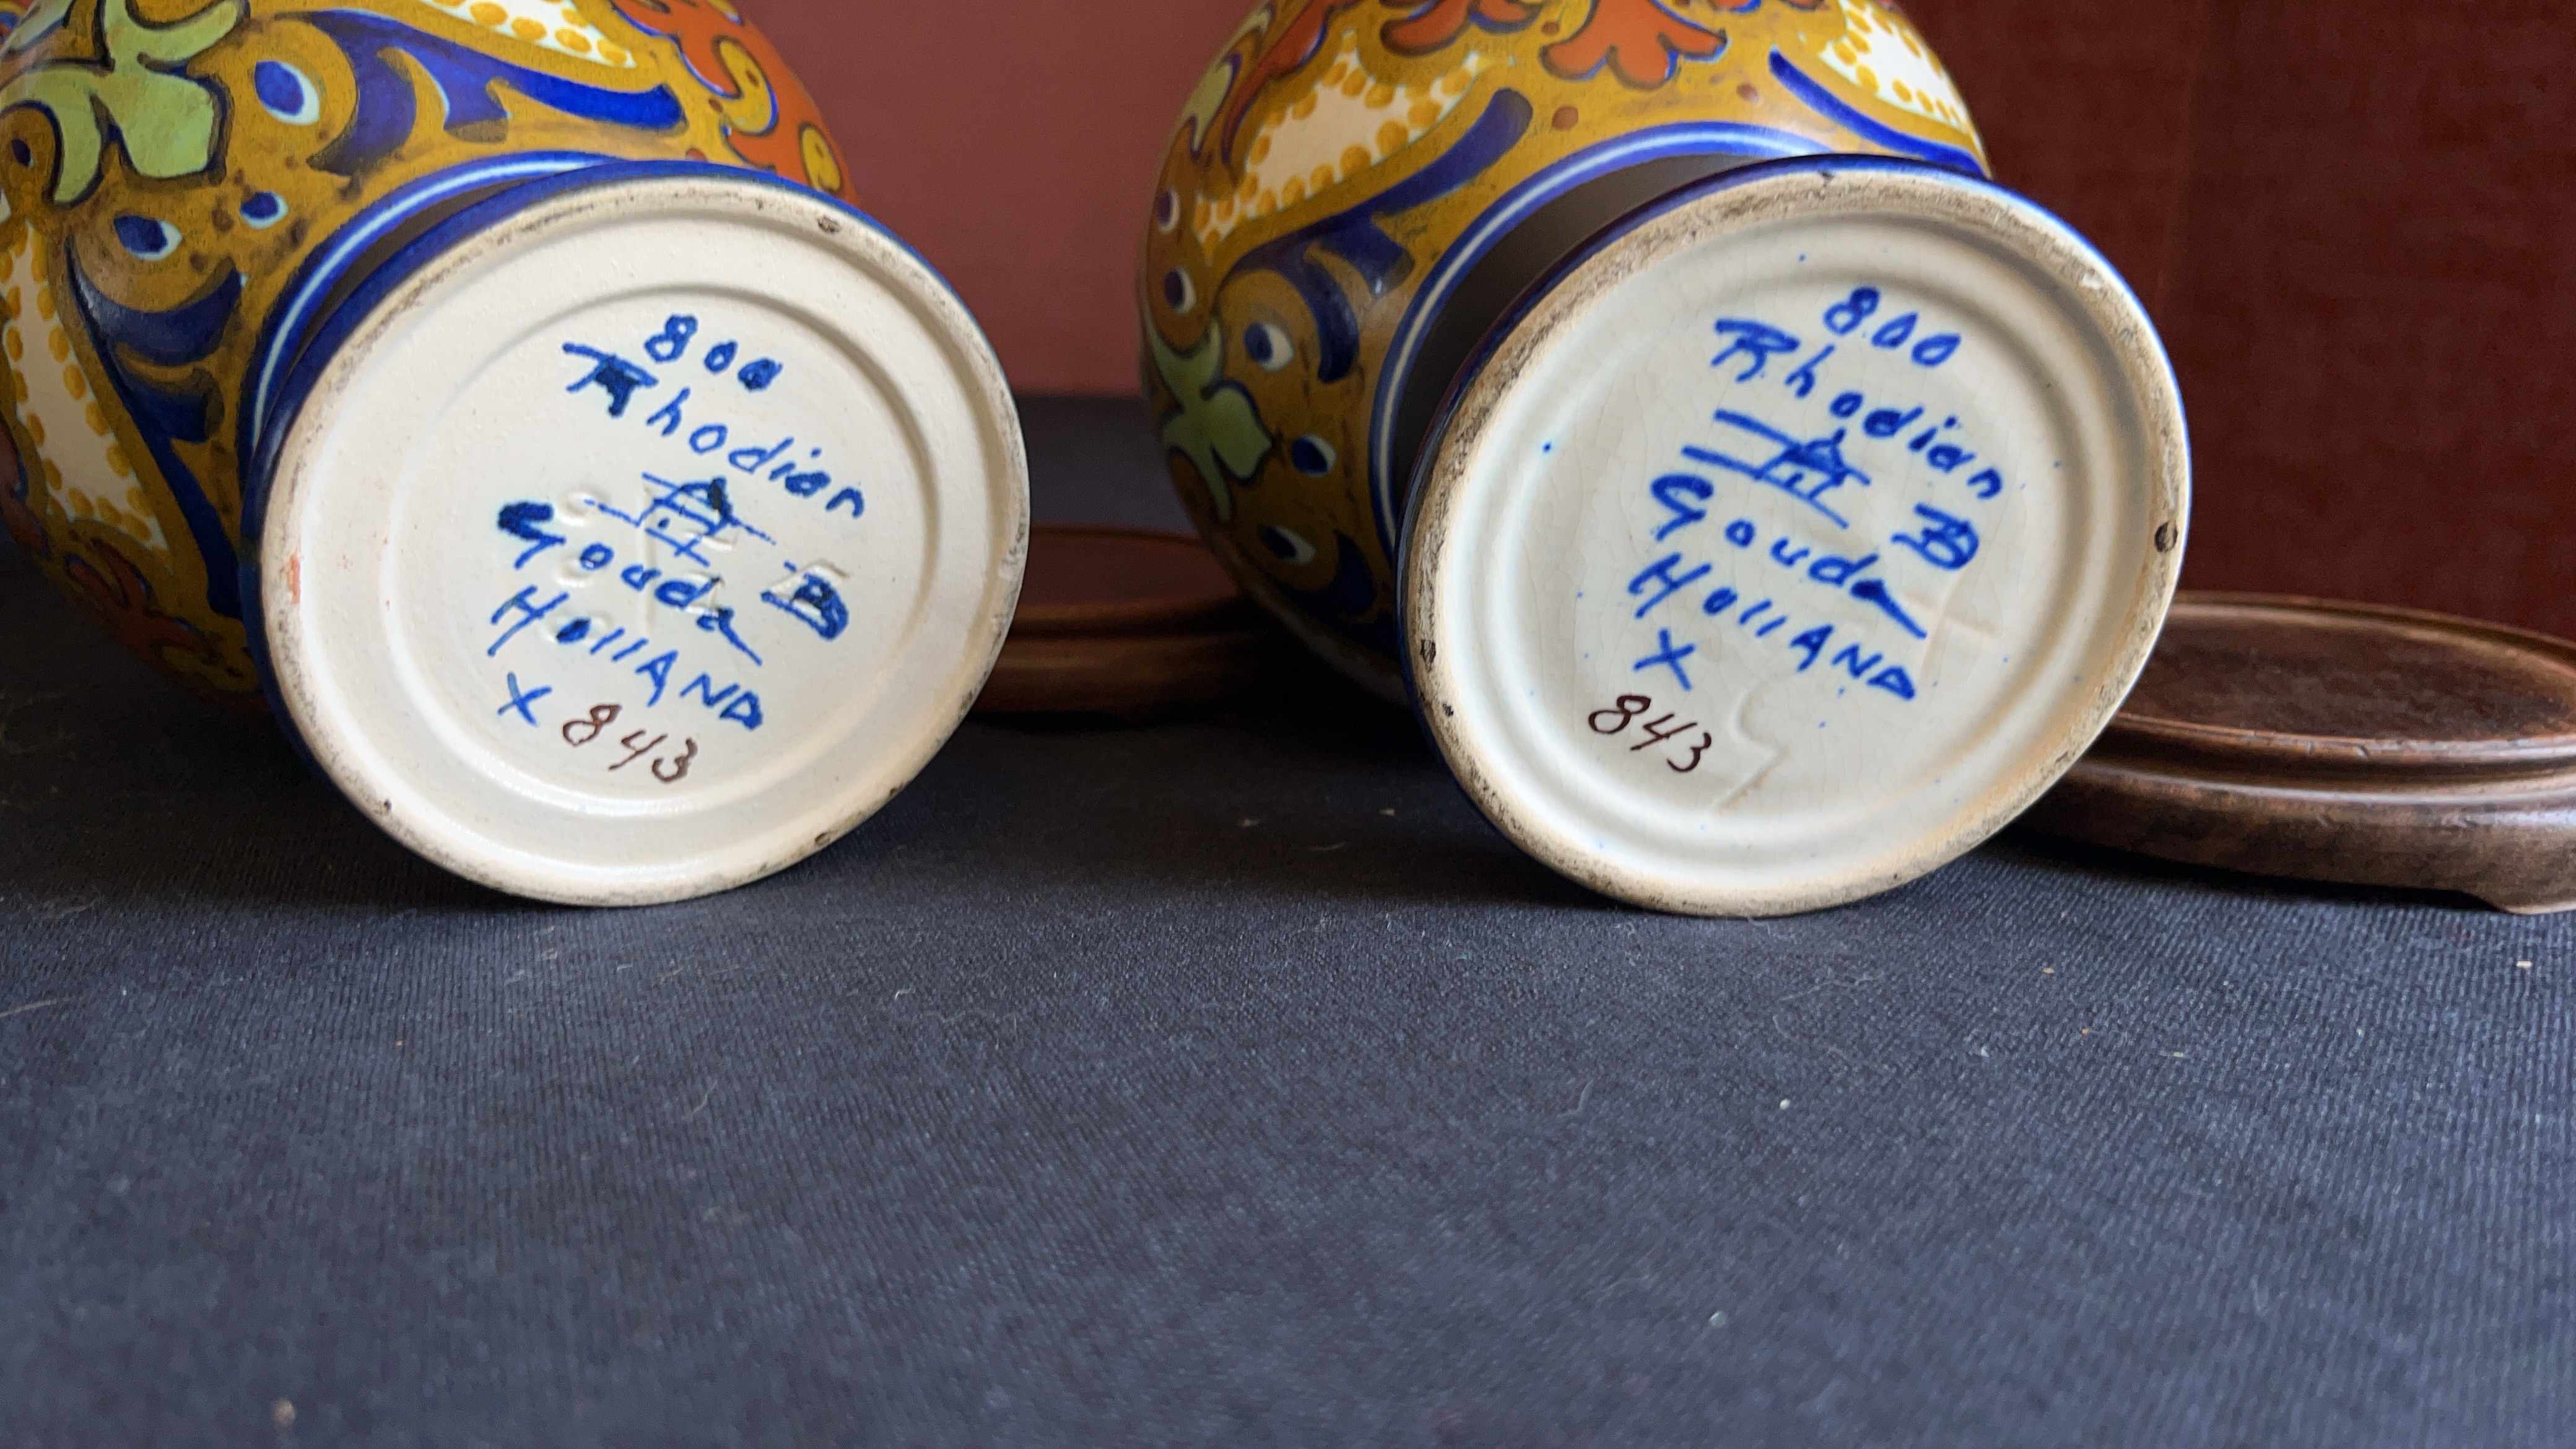 800
Rhodian
B
Gouda
HollAND
X 843
800
Rhodian
B
Gouda
HollAND
X
843